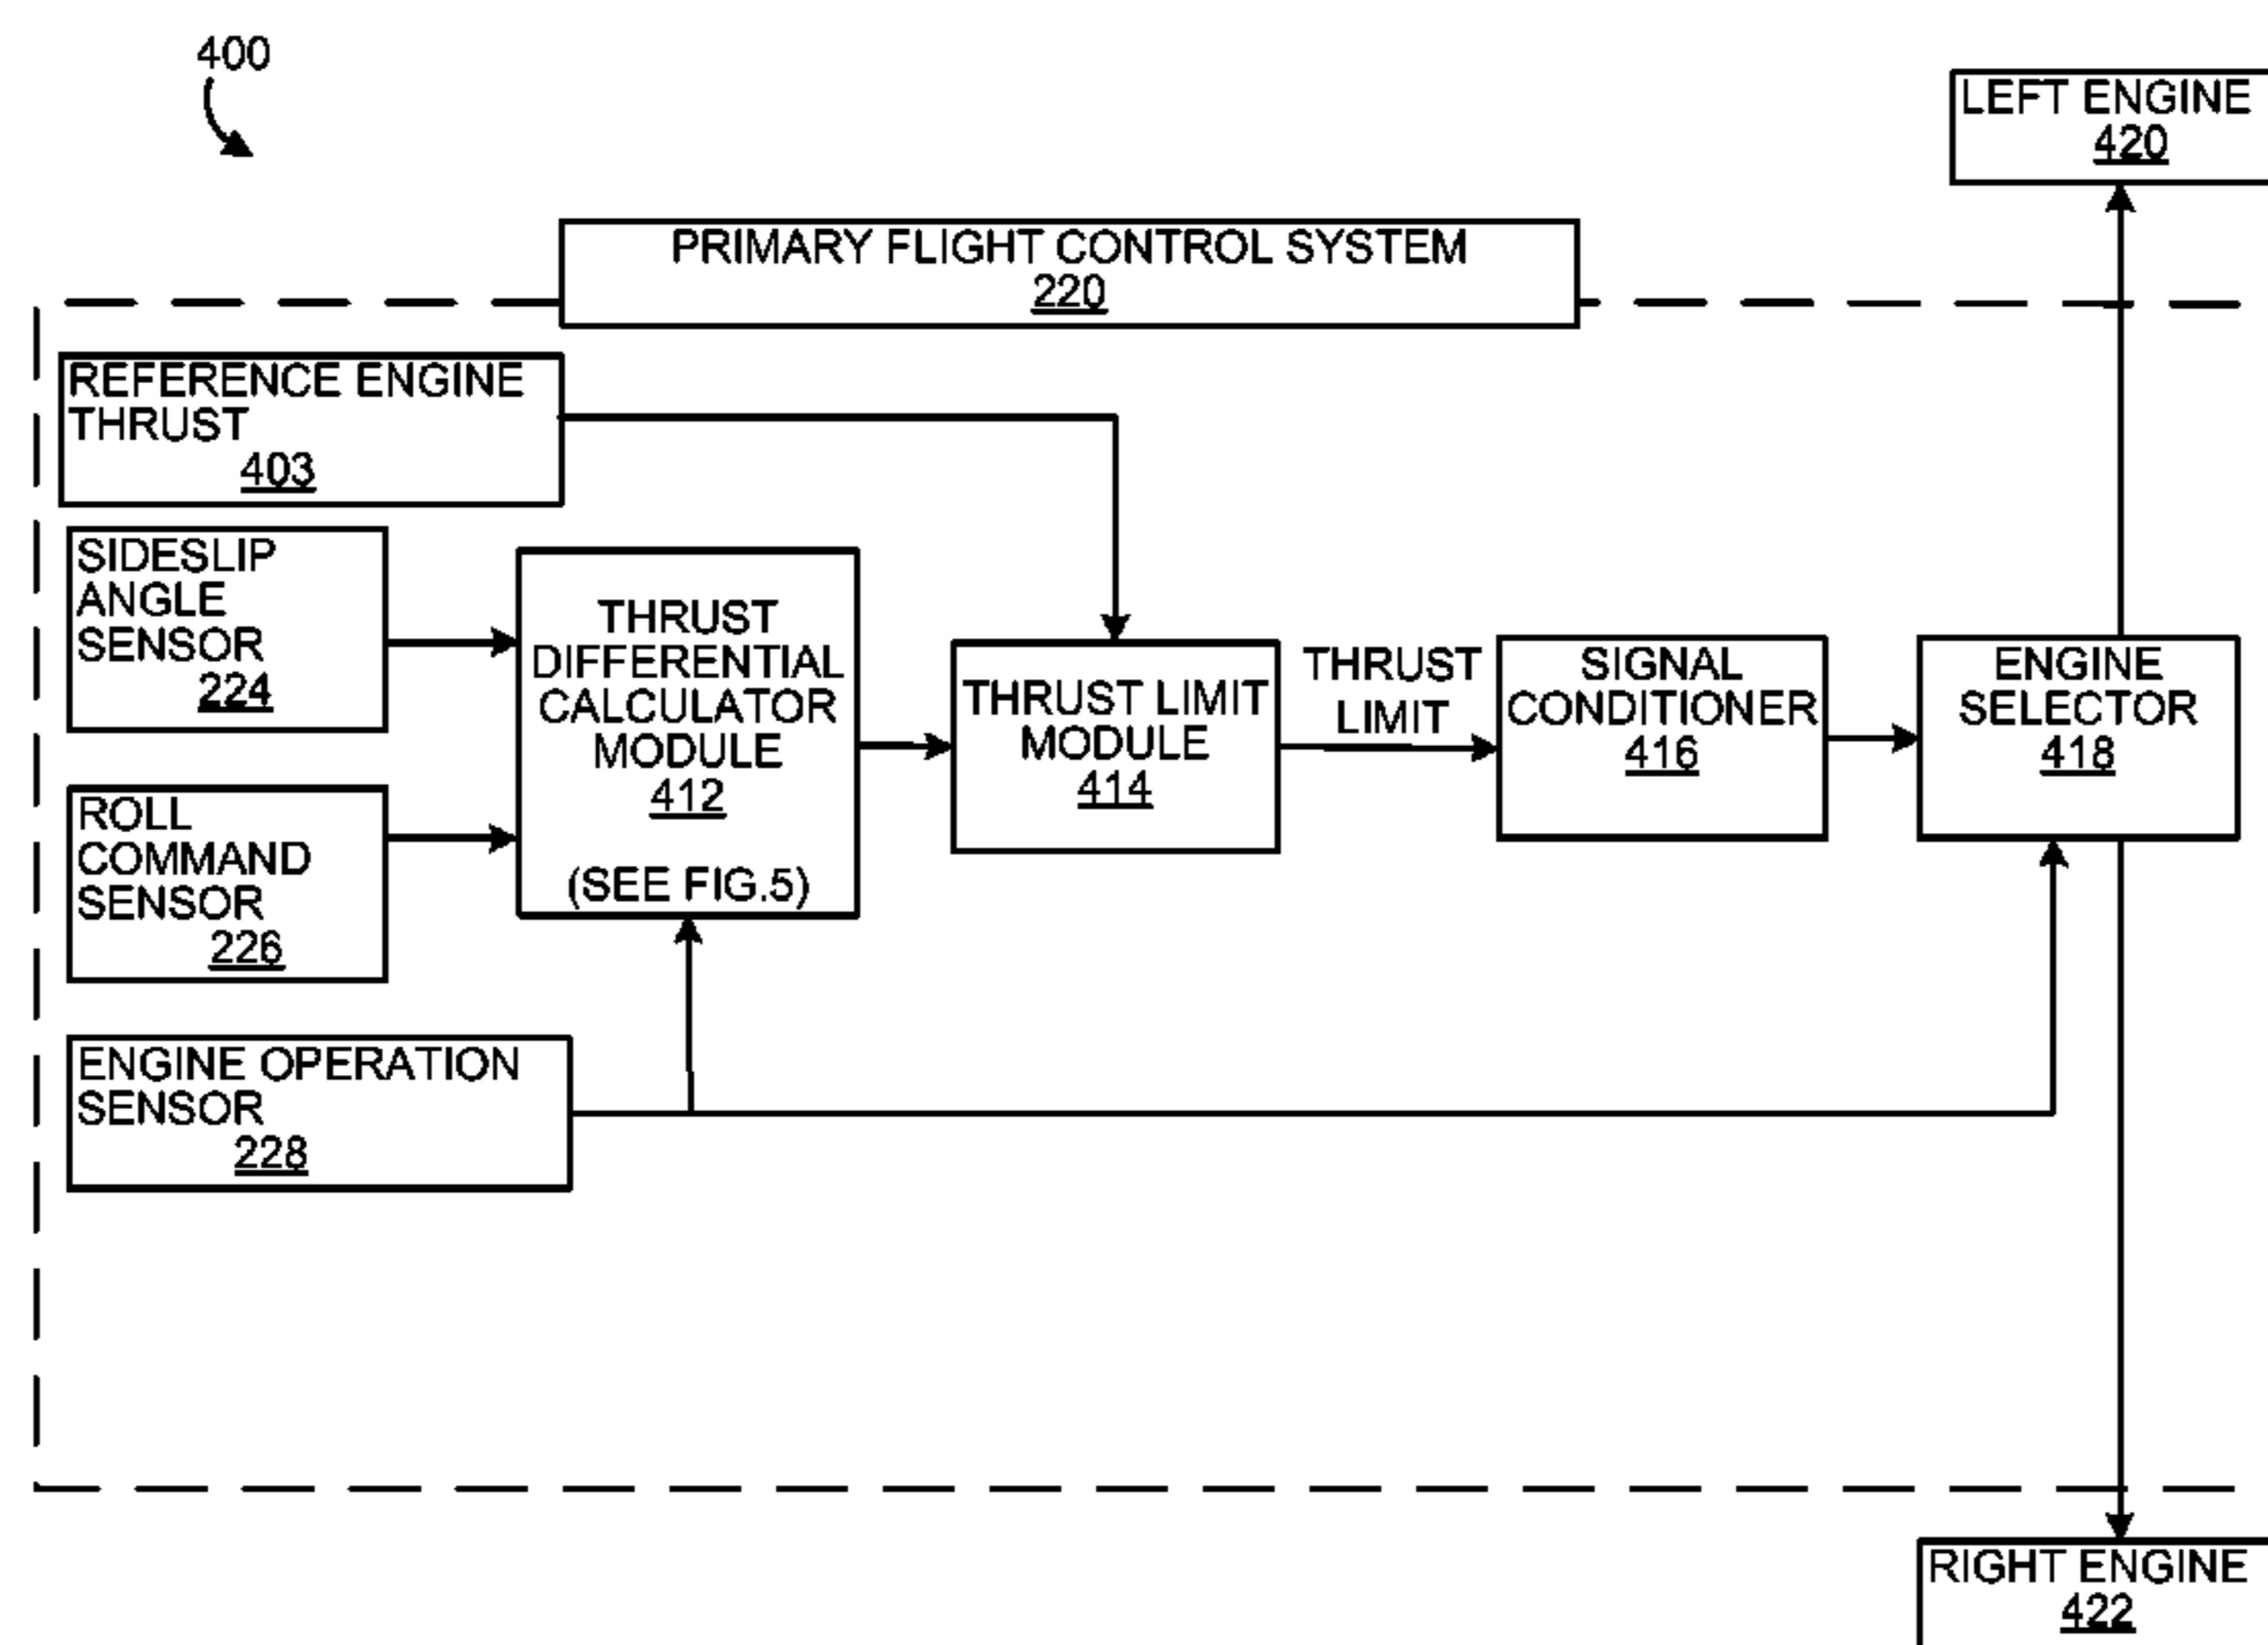 400
LEFT ENGINE
420
PRIMARY FLIGHT CONTROL SYSTEM
220
REFERENCE ENGINE
THRUST
403
SIDESLIP
ANGLE
SENSOR
224
ROLL
COMMAND
SENSOR
226
ENGINE OPERATION
SENSOR
228
THRUST
DIFFERENTIAL
CALCULATOR
MODULE
412
(SEE FIG.5)
THRUST LIMIT
MODULE
414
THRUST
LIMIT
SIGNAL
CONDITIONER
416
ENGINE
SELECTOR
418
RIGHT ENGINE
422